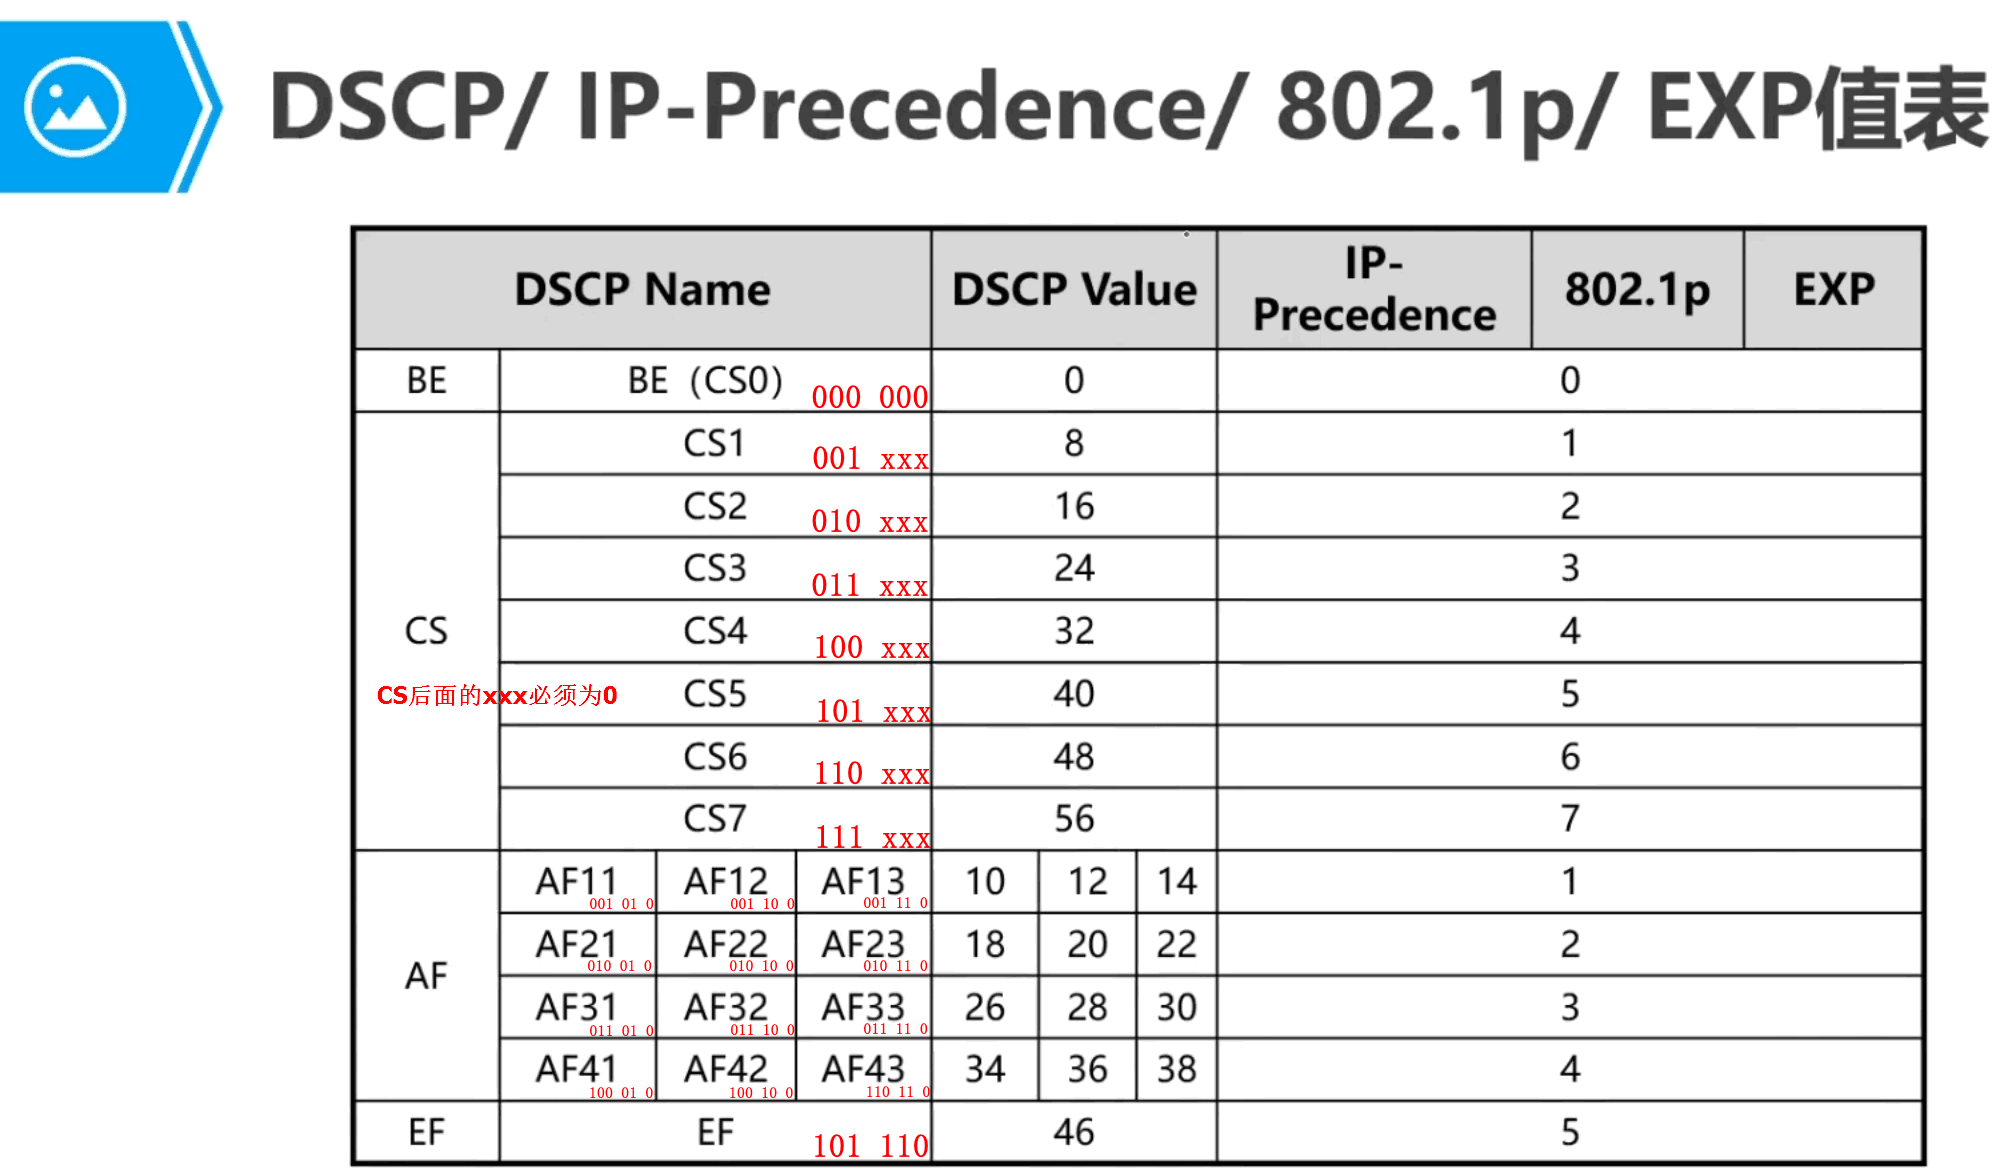 DSCP/ IP-Precedence/ 802.1p/ EXP值表
DSCP Name DSCP Value IP-Precedence 802.1p EXP
BE BE（CS0） 000 000 0 0
CS1 001 xxx 8 1
CS2 010 xxx 16 2
CS3 011 xxx 24 3
CS CS4 100 xxx 32 4
CS后面的xxx必须为0 CS5 101 xxx 40 5
CS6 110 xxx 48 6
CS7 111 xxx 56 7
AF11 AF12 AF13 10 12 14 1
001 01 0 001 10 0 001 11 0
AF21 AF22 AF23 18 20 22 2
010 01 0 010 10 0 010 11 0
AF
AF31 AF32 AF33 26 28 30 3
011 01 0 011 10 0 011 11 0
AF41 AF42 AF43 34 36 38 4
100 01 0 100 10 0 110 11 0
EF EF 101 110 46 5